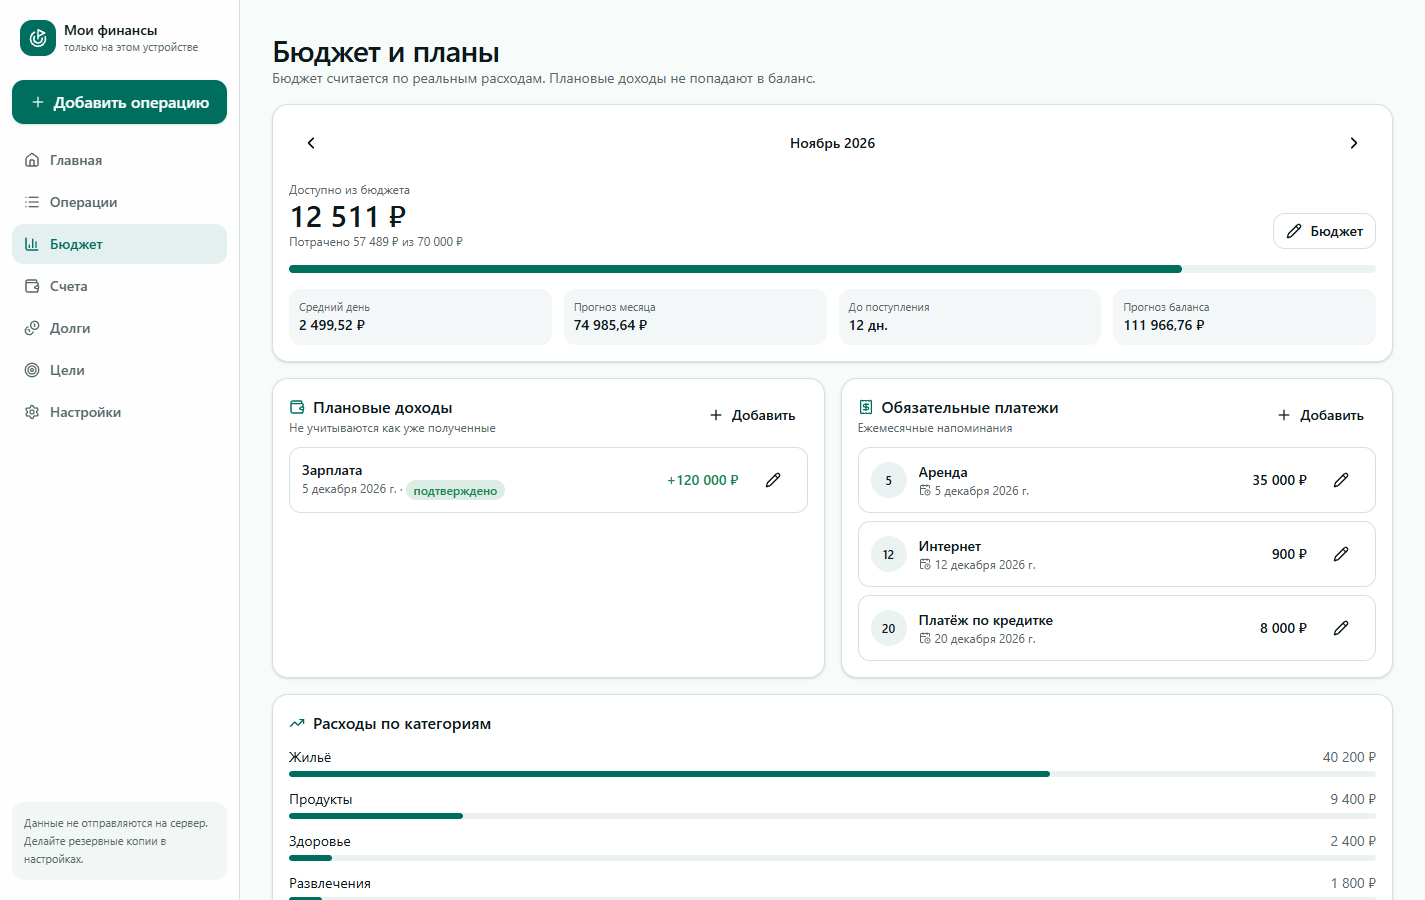 Мои финансы
только на этом устройстве
Добавить операцию
Главная
Операции
Бюджет
Счета
Долги
Цели
Настройки
Данные не отправляются на сервер.
Делайте резервные копии в
настройках.
Бюджет и планы
Бюджет считается по реальным расходам. Плановые доходы не попадают в баланс.
Ноябрь 2026
Доступно из бюджета
12 511 ₽
Потрачено 57 489 ₽ из 70 000 ₽
Бюджет
Средний день
2 499,52 ₽
Прогноз месяца
74 985,64 ₽
До поступления
12 дн.
Прогноз баланса
111 966,76 ₽
Плановые доходы
Не учитываются как уже полученные
Добавить
Зарплата
5 декабря 2026 г. · подтверждено
+120 000 ₽
Обязательные платежи
Ежемесячные напоминания
Добавить
5
Аренда
5 декабря 2026 г.
35 000 ₽
12
Интернет
12 декабря 2026 г.
900 ₽
20
Платёж по кредитке
20 декабря 2026 г.
8 000 ₽
Расходы по категориям
Жильё
40 200 ₽
Продукты
9 400 ₽
Здоровье
2 400 ₽
Развлечения
1 800 ₽